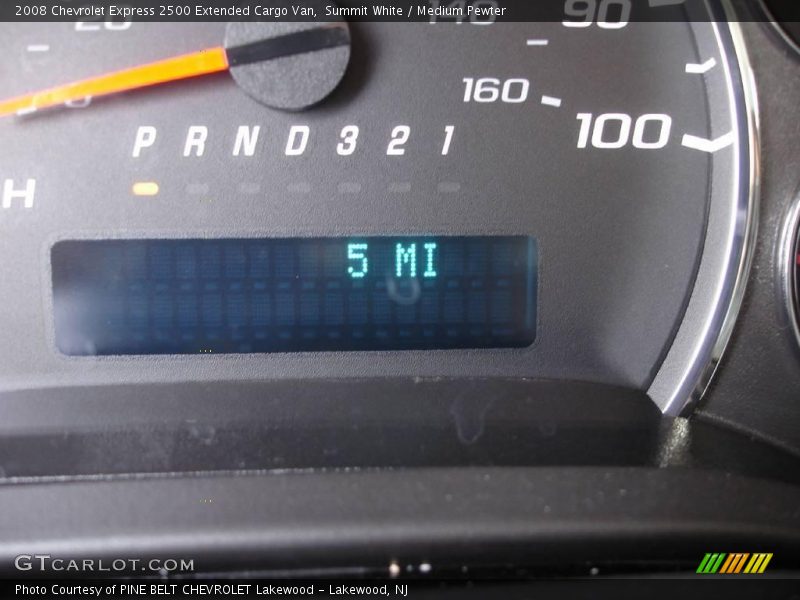 2008 Chevrolet Express 2500 Extended Cargo Van, Summit White / Medium Pewter
140 90
160
100
P R N D 3 2 1
H
5 MI
GTCARLOT.COM
Photo Courtesy of PINE BELT CHEVROLET Lakewood - Lakewood, NJ